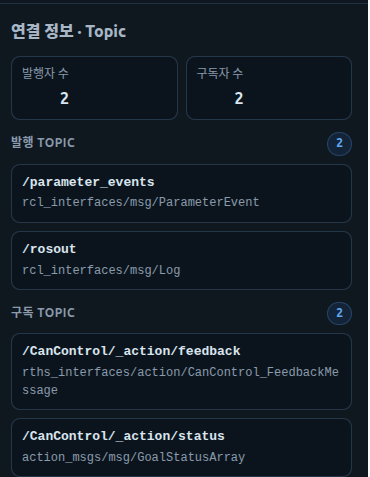 연결 정보 · Topic
발행자 수
2
구독자 수
2
발행 TOPIC
2
/parameter_events
rcl_interfaces/msg/ParameterEvent
/rosout
rcl_interfaces/msg/Log
구독 TOPIC
2
/CanControl/_action/feedback
rths_interfaces/action/CanControl_FeedbackMe
ssage
/CanControl/_action/status
action_msgs/msg/GoalStatusArray